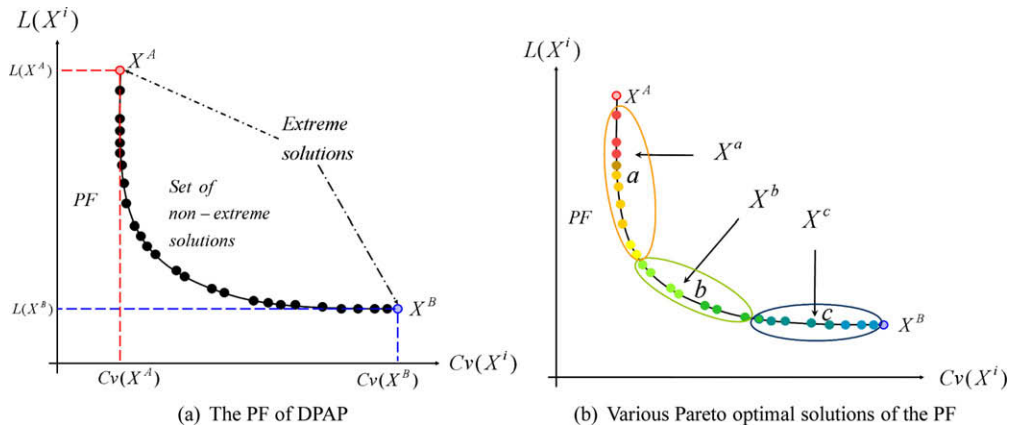 L(X^i)
L(X^A)
X^A
Extreme
solutions
PF
Set of
non – extreme
solutions
L(X^B)
X^B
Cv(X^A)
Cv(X^B)
Cv(X^i)
(a) The PF of DPAP
L(X^i)
X^A
X^a
a
X^b
X^c
PF
b
c
X^B
Cv(X^i)
(b) Various Pareto optimal solutions of the PF